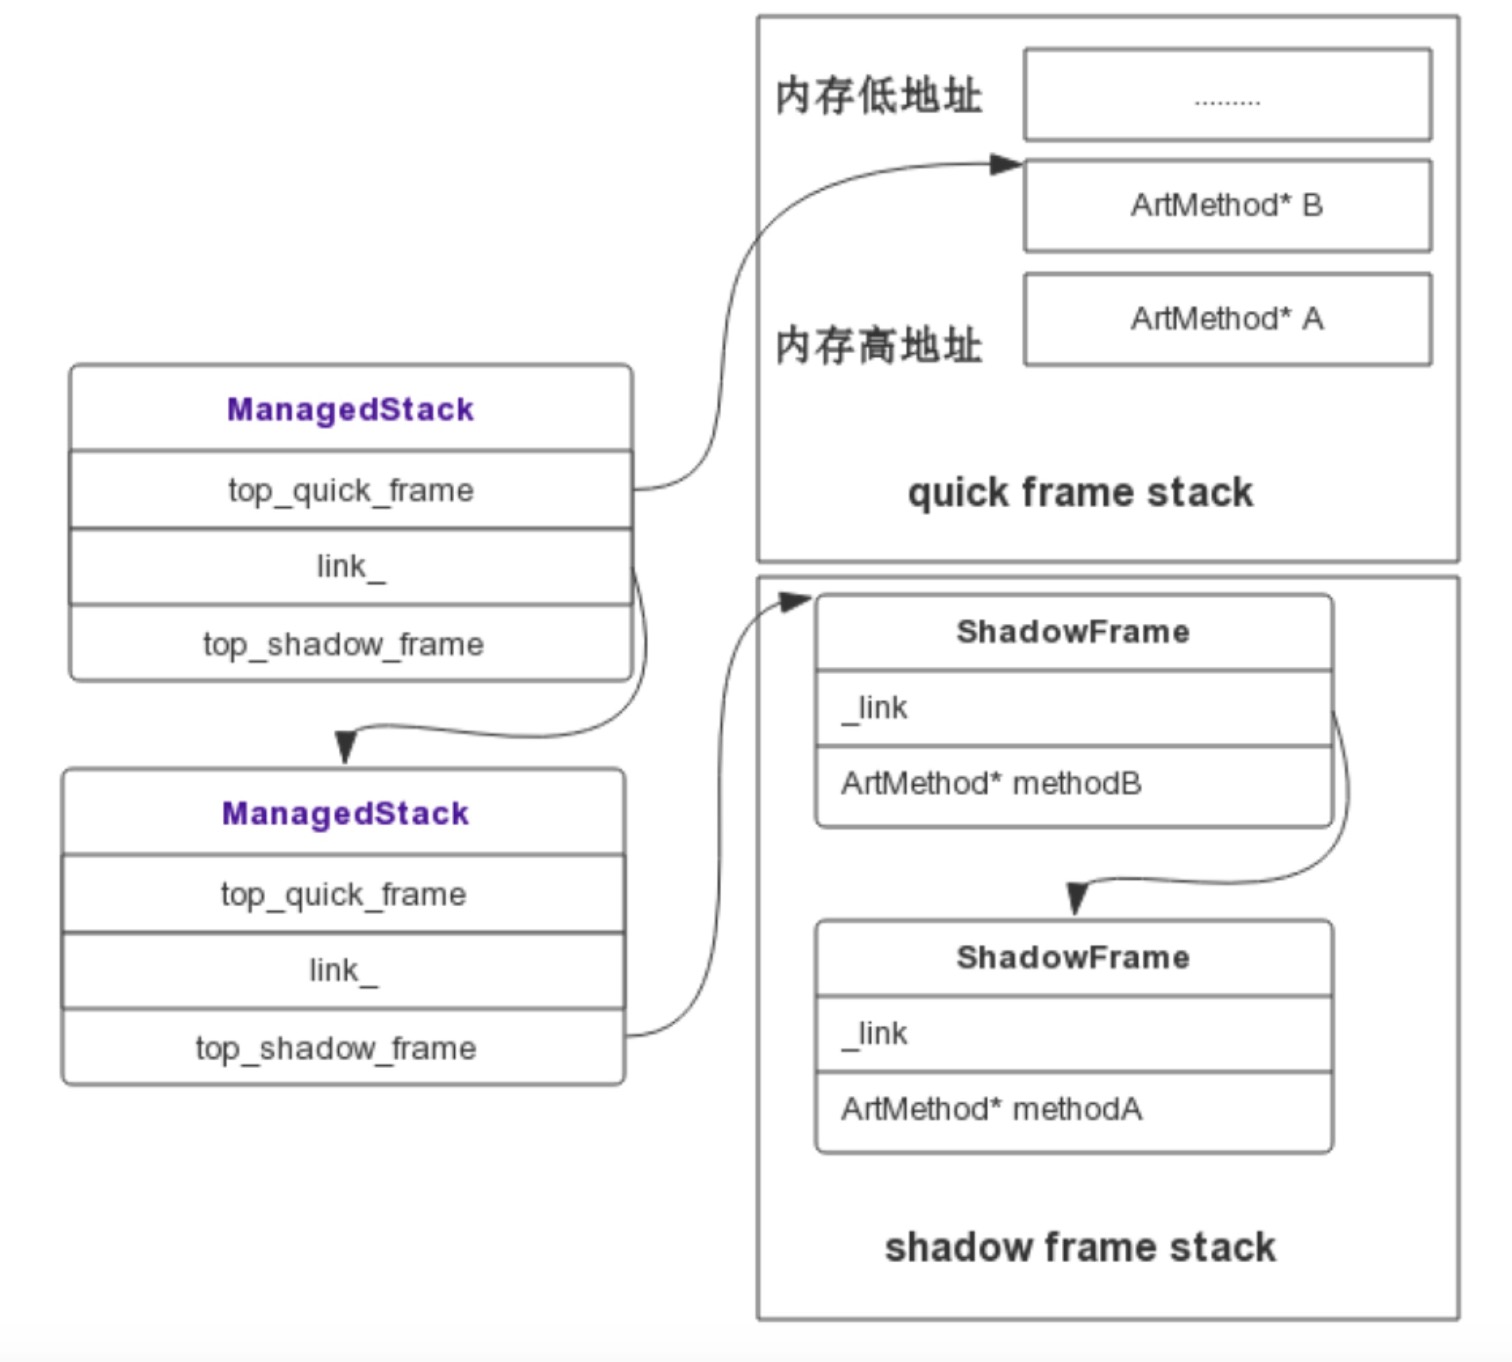 内存低地址
.........
ArtMethod* B
ArtMethod* A
内存高地址
quick frame stack
ManagedStack
top_quick_frame
link_
top_shadow_frame
ManagedStack
top_quick_frame
link_
top_shadow_frame
ShadowFrame
_link
ArtMethod* methodB
ShadowFrame
_link
ArtMethod* methodA
shadow frame stack